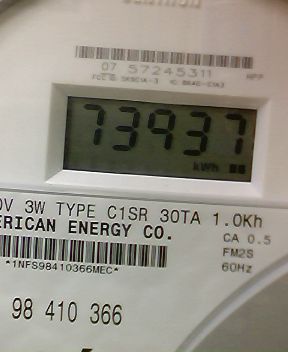 07 57245311
HPP
73937
kWh
0V 3W TYPE C1SR 30TA 1.0Kh
ERICAN ENERGY CO.
CA 0.5
FM2S
*1NFS98410366MEC*
60Hz
98 410 366